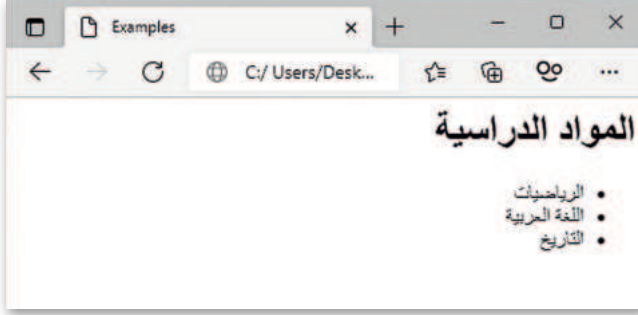 Examples
C:/ Users/Desk...
المواد الدراسية
• الرياضيات
• اللغة العربية
• التاريخ